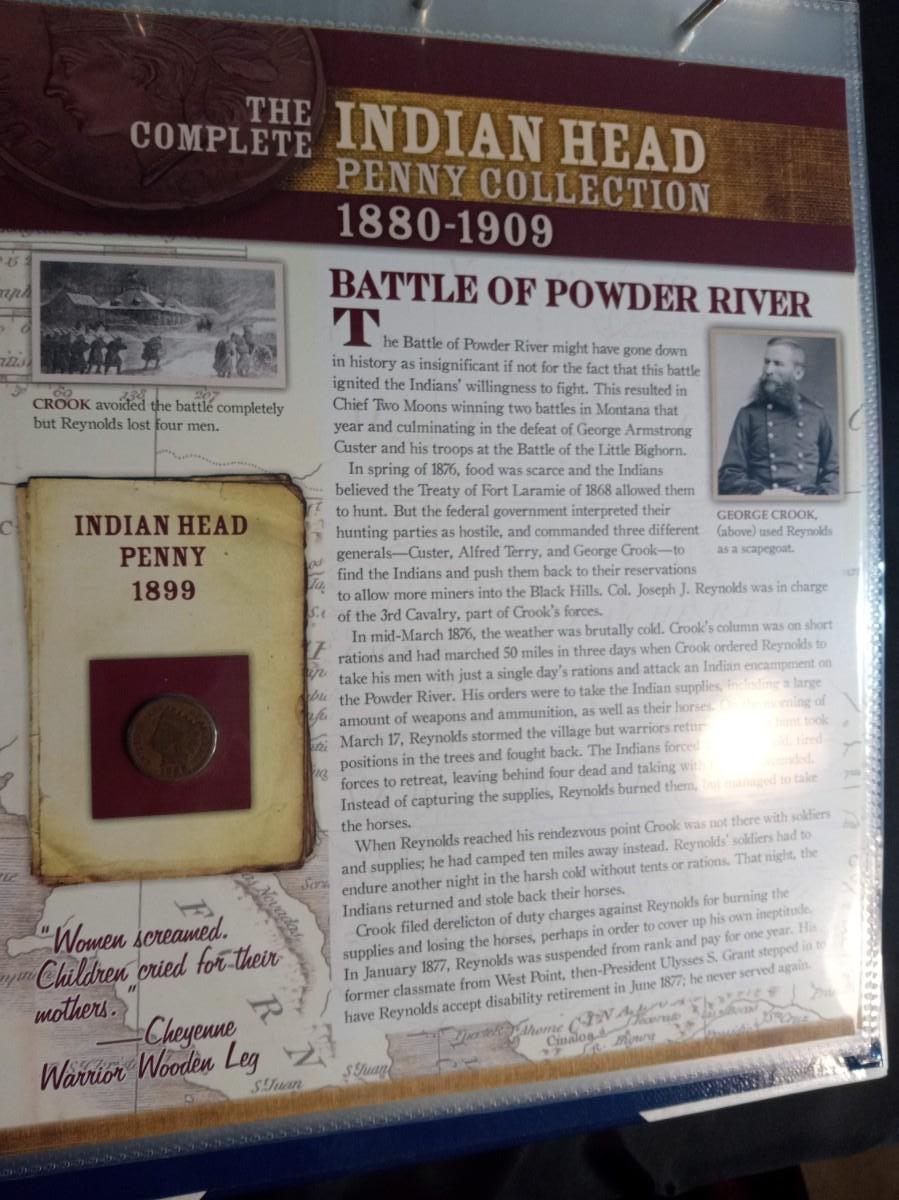 THE
COMPLETE
INDIAN HEAD
PENNY COLLECTION
1880-1909
CROOK avoided the battle completely
but Reynolds lost four men.
INDIAN HEAD
PENNY
1899
"Women screamed.
Children cried for their
mothers."
—Cheyenne
Warrior Wooden Leg
BATTLE OF POWDER RIVER
The Battle of Powder River might have gone down
in history as insignificant if not for the fact that this battle
ignited the Indians' willingness to fight. This resulted in
Chief Two Moons winning two battles in Montana that
year and culminating in the defeat of George Armstrong
Custer and his troops at the Battle of the Little Bighorn.
In spring of 1876, food was scarce and the Indians
believed the Treaty of Fort Laramie of 1868 allowed them
to hunt. But the federal government interpreted their
hunting parties as hostile, and commanded three different
generals—Custer, Alfred Terry, and George Crook—to
find the Indians and push them back to their reservations
to allow more miners into the Black Hills. Col. Joseph J. Reynolds was in charge
of the 3rd Cavalry, part of Crook's forces.
In mid-March 1876, the weather was brutally cold. Crook's column was on short
rations and had marched 50 miles in three days when Crook ordered Reynolds to
take his men with just a single day's rations and attack an Indian encampment on
the Powder River. His orders were to take the Indian supplies, including a large
amount of weapons and ammunition, as well as their horses. On the morning of
March 17, Reynolds stormed the village but warriors took
positions in the trees and fought back. The Indians forced tired
forces to retreat, leaving behind four dead and taking
Instead of capturing the supplies, Reynolds burned them, but managed to take
the horses.
When Reynolds reached his rendezvous point Crook was not there with soldiers
and supplies; he had camped ten miles away instead. Reynolds' soldiers had to
endure another night in the harsh cold without tents or rations. That night, the
Indians returned and stole back their horses.
Crook filed derelicton of duty charges against Reynolds for burning the
supplies and losing the horses, perhaps in order to cover up his own ineptitude.
In January 1877, Reynolds was suspended from rank and pay for one year. His
former classmate from West Point, then-President Ulysses S. Grant stepped in to
have Reynolds accept disability retirement in June 1877; he never served again.
GEORGE CROOK,
(above) used Reynolds
as a scapegoat.
Nevada
F
R
N
S.Juan
S.Juan
Ahome
Cinaloa